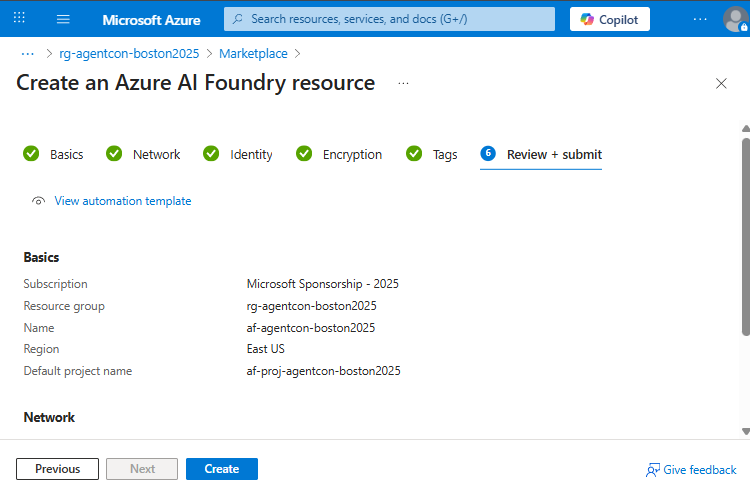 Microsoft Azure
Search resources, services, and docs (G+/)
Copilot
...
... > rg-agentcon-boston2025 > Marketplace >
Create an Azure AI Foundry resource ...
Basics
Network
Identity
Encryption
Tags
6 Review + submit
View automation template
Basics
Subscription Microsoft Sponsorship - 2025
Resource group rg-agentcon-boston2025
Name af-agentcon-boston2025
Region East US
Default project name af-proj-agentcon-boston2025
Network
Previous
Next
Create
Give feedback